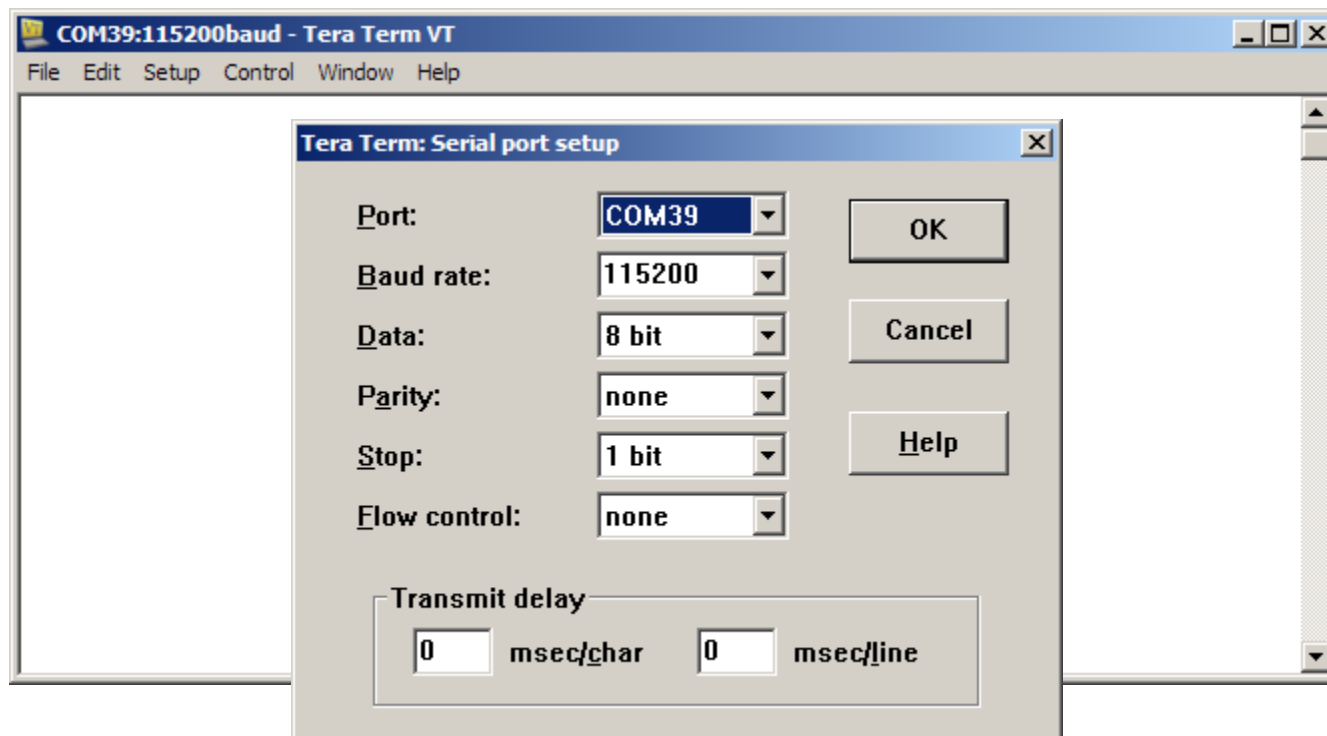 COM39:115200baud - Tera Term VT
File Edit Setup Control Window Help
Tera Term: Serial port setup
Port: COM39
OK
Baud rate: 115200
Data: 8 bit
Cancel
Parity: none
Stop: 1 bit
Help
Flow control: none
Transmit delay
0 msec/char 0 msec/line